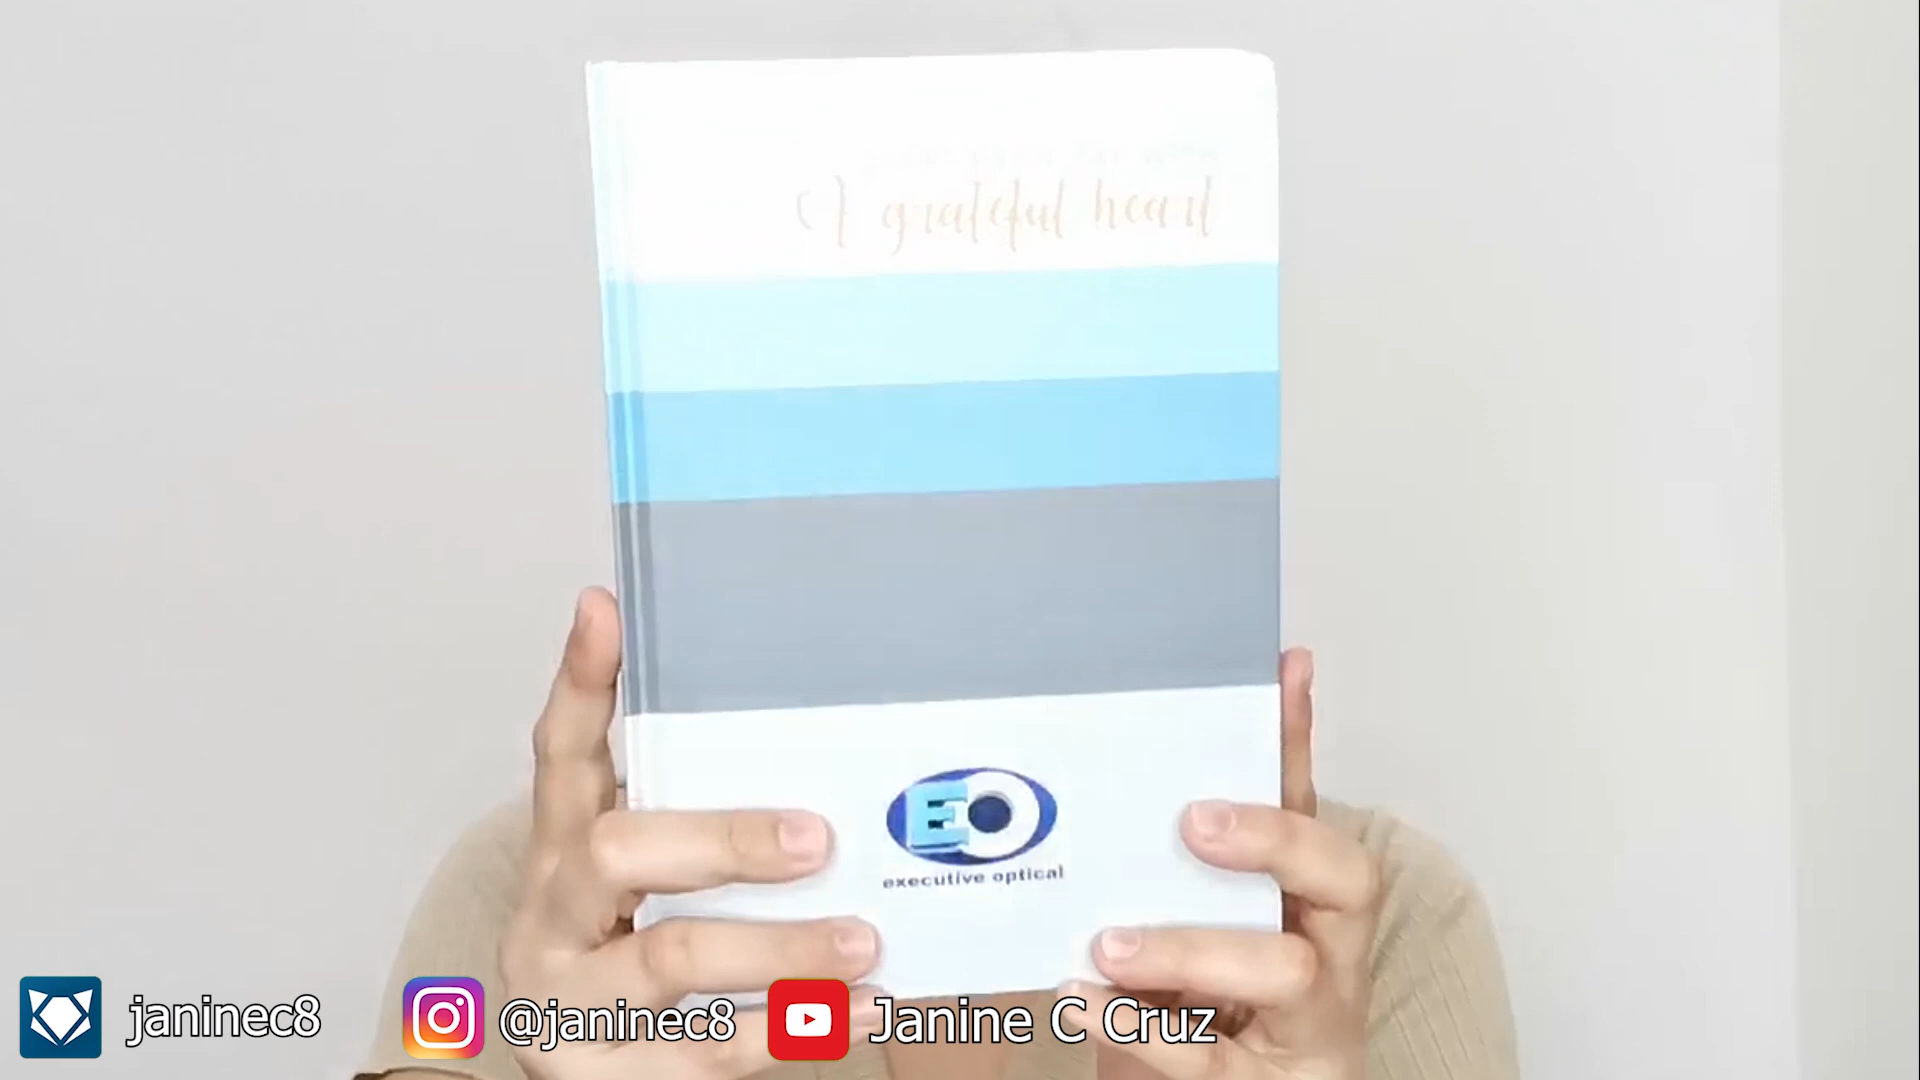 A grateful heart
EO
executive optical
janinec8
@janinec8
Janine C Cruz